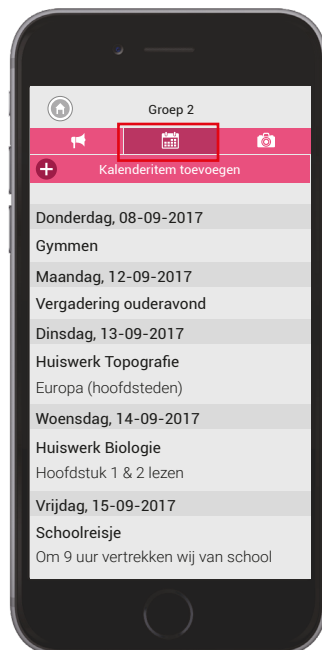 Groep 2
Kalenderitem toevoegen
Donderdag, 08-09-2017
Gymmen
Maandag, 12-09-2017
Vergadering ouderavond
Dinsdag, 13-09-2017
Huiswerk Topografie
Europa (hoofdsteden)
Woensdag, 14-09-2017
Huiswerk Biologie
Hoofdstuk 1 & 2 lezen
Vrijdag, 15-09-2017
Schoolreisje
Om 9 uur vertrekken wij van school